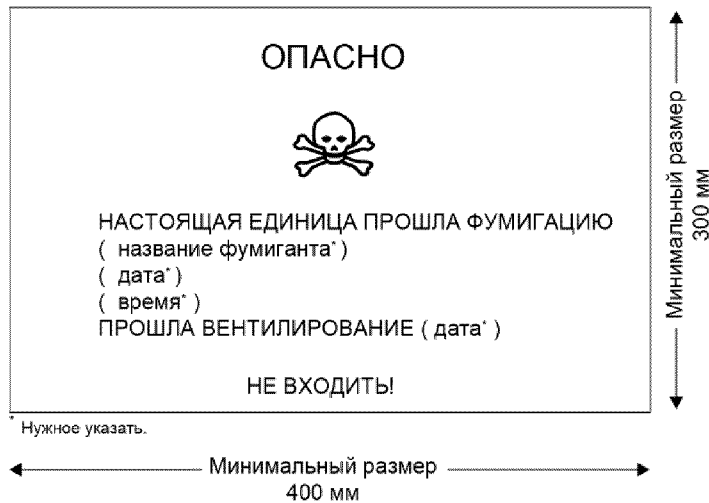 ОПАСНО
НАСТОЯЩАЯ ЕДИНИЦА ПРОШЛА ФУМИГАЦИЮ
( название фумиганта* )
( дата* )
( время* )
ПРОШЛА ВЕНТИЛИРОВАНИЕ ( дата* )
НЕ ВХОДИТЬ!
* Нужное указать.
Минимальный размер
400 мм
Минимальный размер
300 мм